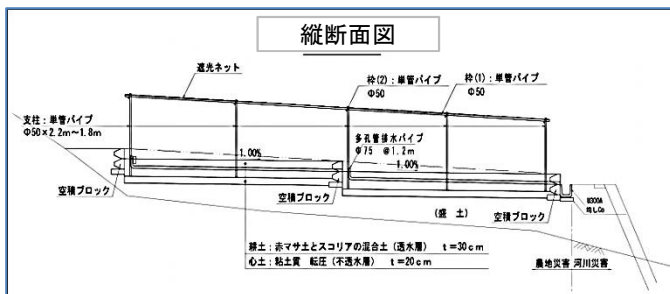 縦断面図
遮光ネット
枠(2):単管パイプ
Φ50
枠(1):単管パイプ
Φ50
支柱:単管パイプ
Φ50×2.2m~1.8m
多孔管排水パイプ
Φ75 @1.2m
1.00%
1.00%
空積ブロック
空積ブロック
(盛土)
空積ブロック
U300A
均しCo
耕土:赤マサ土とスコリアの混合土(透水層) t=30cm
心土:粘土質 転圧(不透水層) t=20cm
農地災害 河川災害